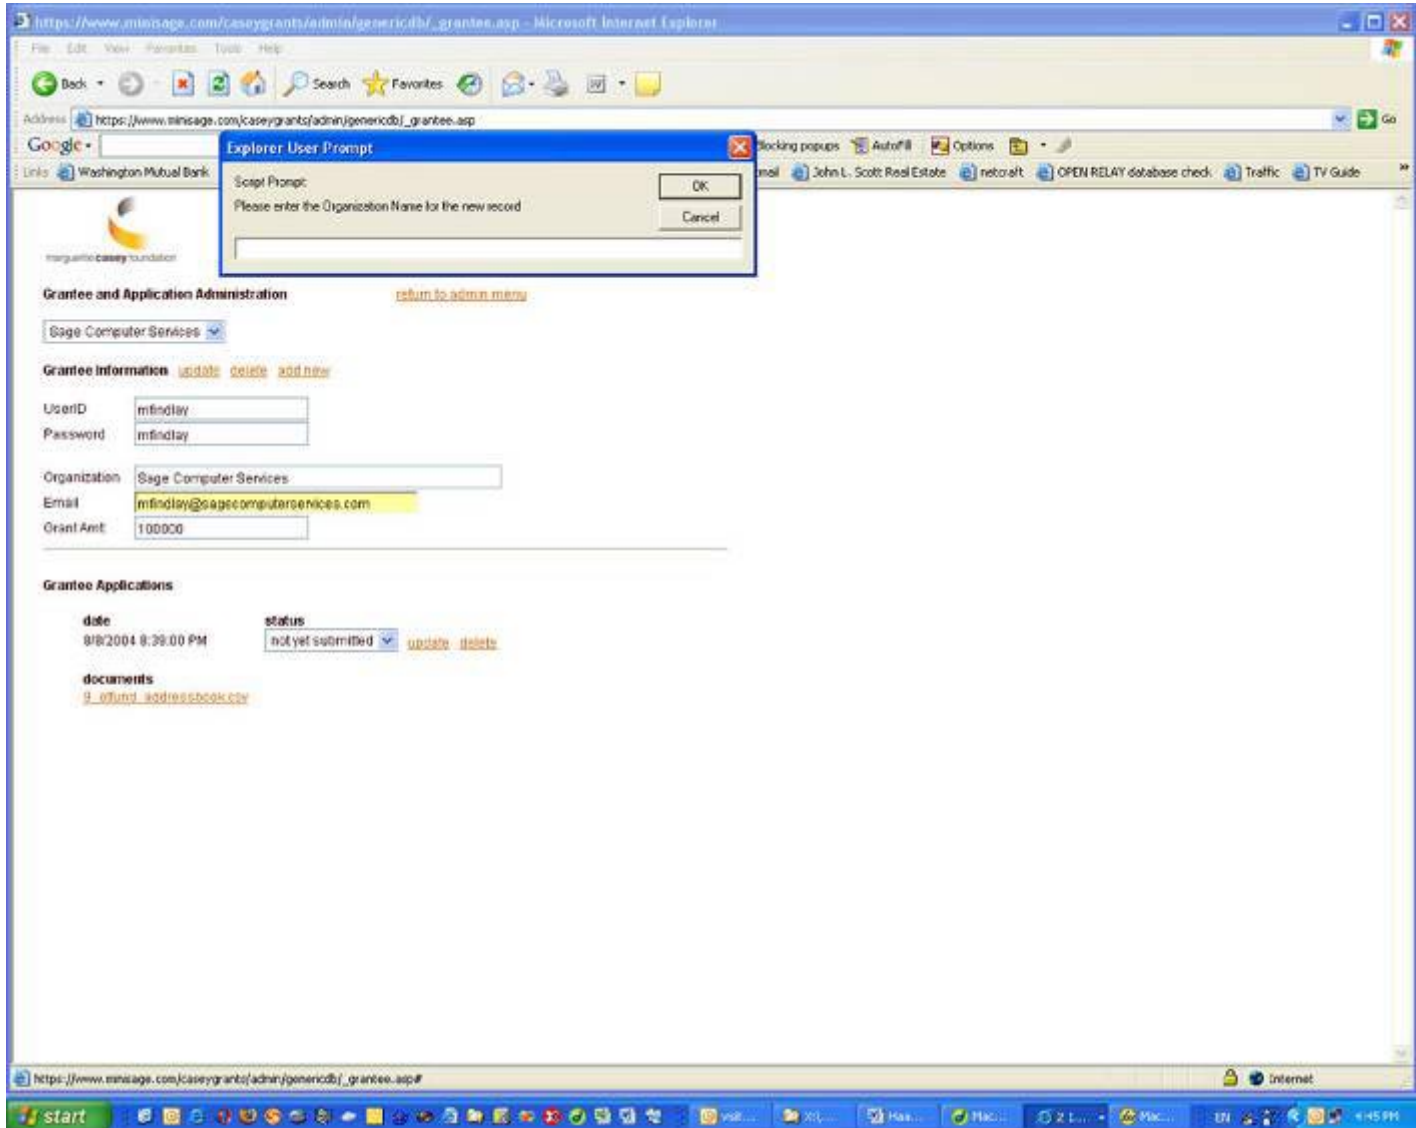 https://www.minisage.com/caseygrants/admin/genericdb/_grantee.asp - Microsoft Internet Explorer
File Edit View Favorites Tools Help
Back Search Favorites
Address https://www.minisage.com/caseygrants/admin/genericdb/_grantee.asp Go
Google
Explorer User Prompt
Blocking popups AutoFill Options
Links Washington Mutual Bank John L. Scott Real Estate netcraft OPEN RELAY database check Traffic TV Guide
Script Prompt:
OK
Please enter the Organization Name for the new record
Cancel
marguerite casey foundation
Grantee and Application Administration return to admin menu
Sage Computer Services
Grantee Information update delete add new
UserID mfindlay
Password mfindlay
Organization Sage Computer Services
Email mfindlay@sagecomputerservices.com
Grant Amt: 100000
Grantee Applications
date status
8/8/2004 8:39:00 PM not yet submitted update delete
documents
https://www.minisage.com/caseygrants/admin/genericdb/_grantee.asp# Internet
start EN 4:45 PM